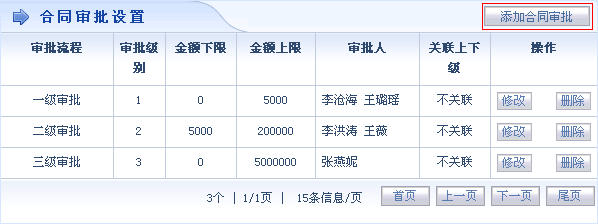 合同审批设置 添加合同审批
审批流程 审批级别 金额下限 金额上限 审批人 关联上下级 操作
一级审批 1 0 5000 李沧海 王璐瑶 不关联 修改 删除
二级审批 2 5000 200000 李洪涛 王薇 不关联 修改 删除
三级审批 3 0 5000000 张燕妮 不关联 修改 删除
3个 | 1/1页 | 15条信息/页 首页 上一页 下一页 尾页